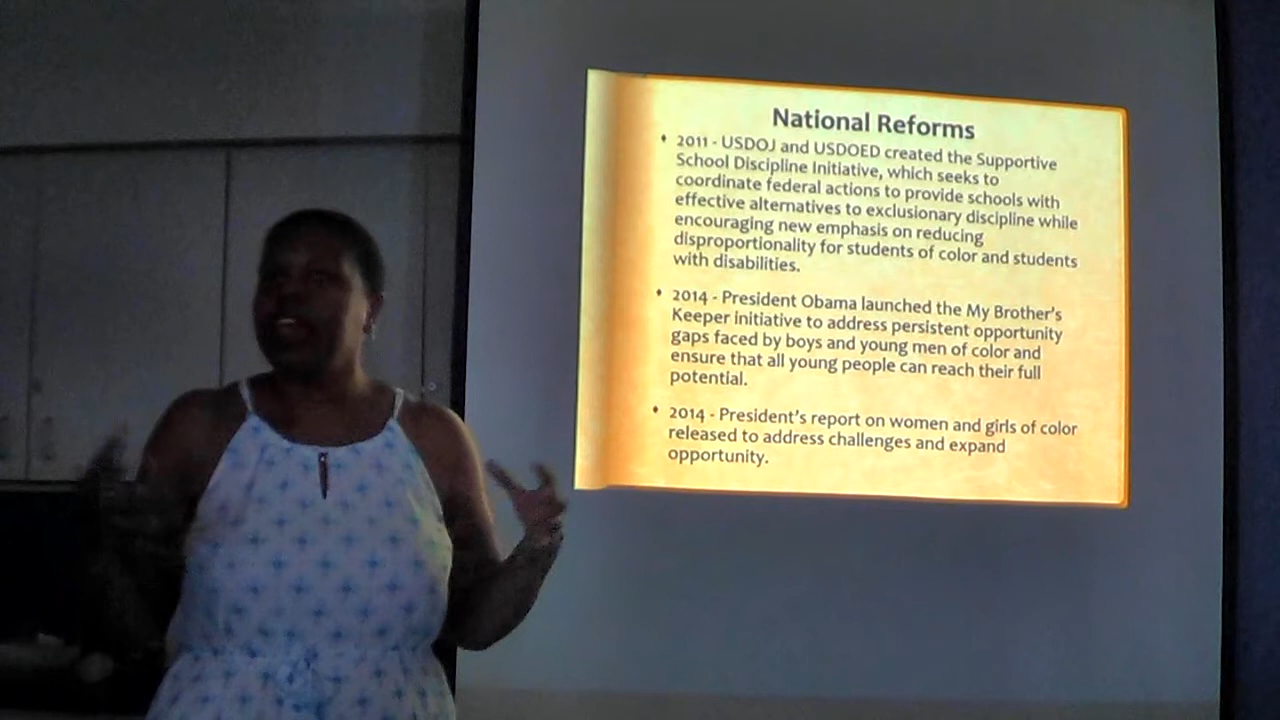 National Reforms
• 2011 - USDOJ and USDOED created the Supportive
School Discipline Initiative, which seeks to
coordinate federal actions to provide schools with
effective alternatives to exclusionary discipline while
encouraging new emphasis on reducing
disproportionality for students of color and students
with disabilities.
• 2014 - President Obama launched the My Brother's
Keeper initiative to address persistent opportunity
gaps faced by boys and young men of color and
ensure that all young people can reach their full
potential.
• 2014 - President's report on women and girls of color
released to address challenges and expand
opportunity.